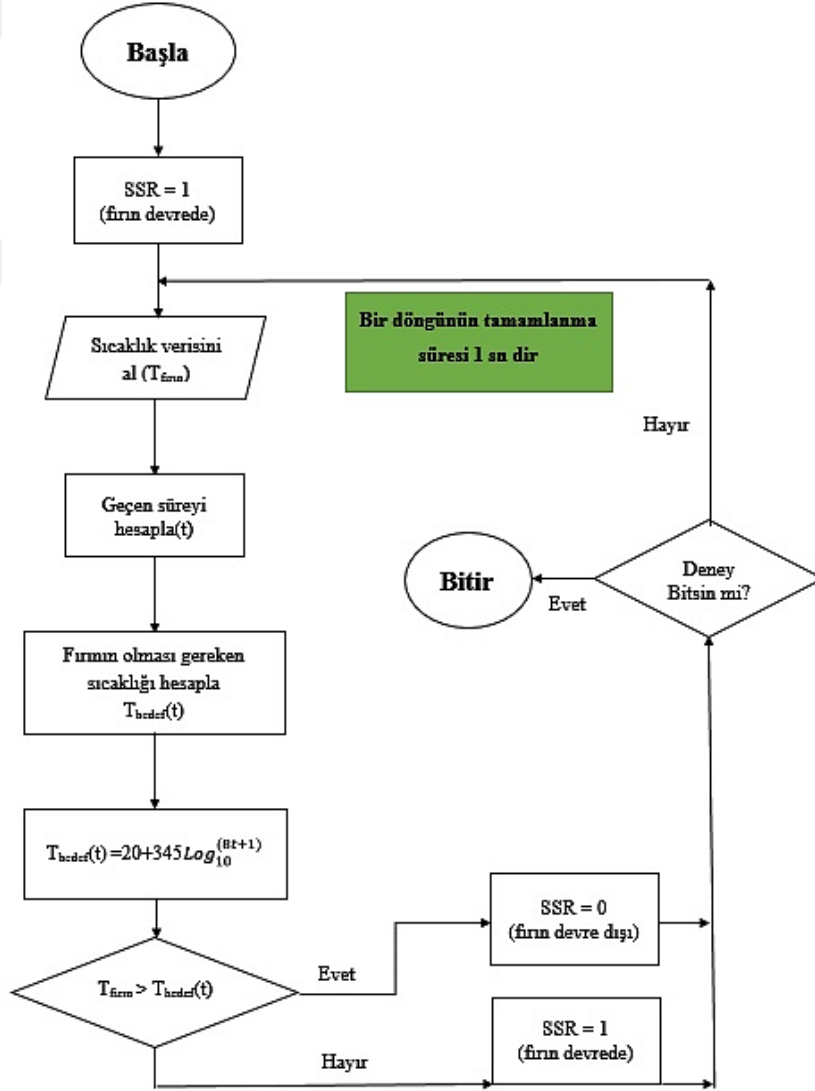 Başla
SSR = 1
(fırın devrede)
Bir döngünün tamamlanma
süresi 1 sn dir
Sıcaklık verisini
al (Tfırın)
Hayır
Geçen süreyi
hesapla(t)
Deney
Bitsin mi?
Evet
Bitir
Fırının olması gereken
sıcaklığı hesapla
Thedef(t)
Thedef(t) =20+345Log10(8t+1)
SSR = 0
(fırın devre dışı)
Evet
Tfırın > Thedef(t)
SSR = 1
(fırın devrede)
Hayır